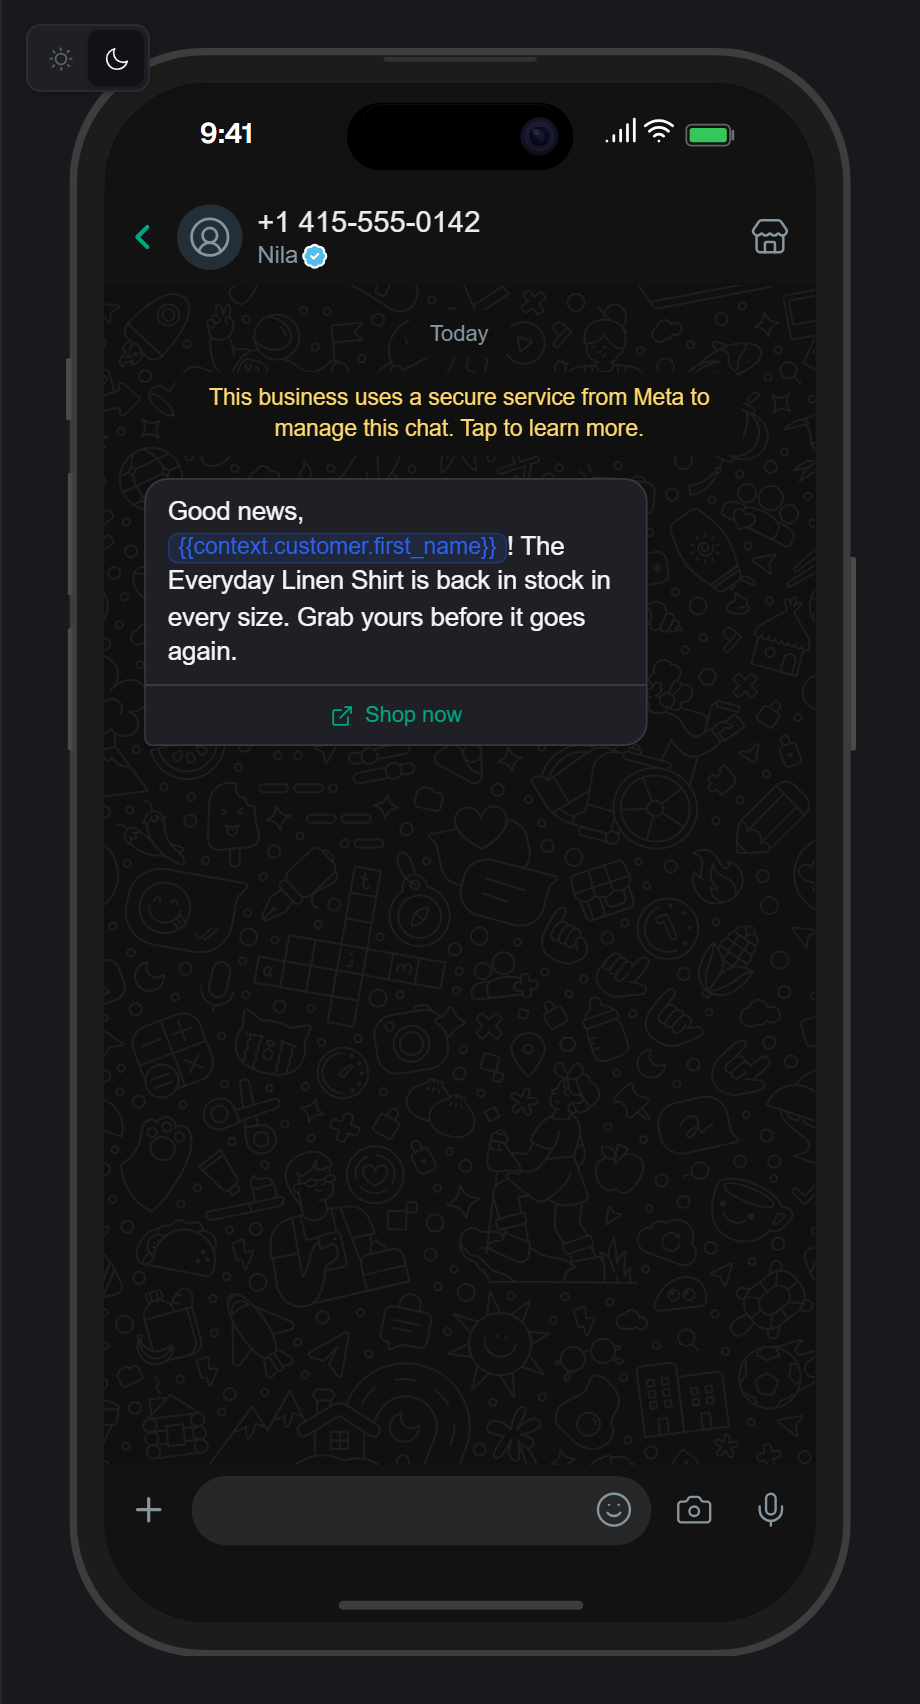 9:41
+1 415-555-0142
Nila
Today
This business uses a secure service from Meta to
manage this chat. Tap to learn more.
Good news,
{{context.customer.first_name}}! The
Everyday Linen Shirt is back in stock in
every size. Grab yours before it goes
again.
Shop now